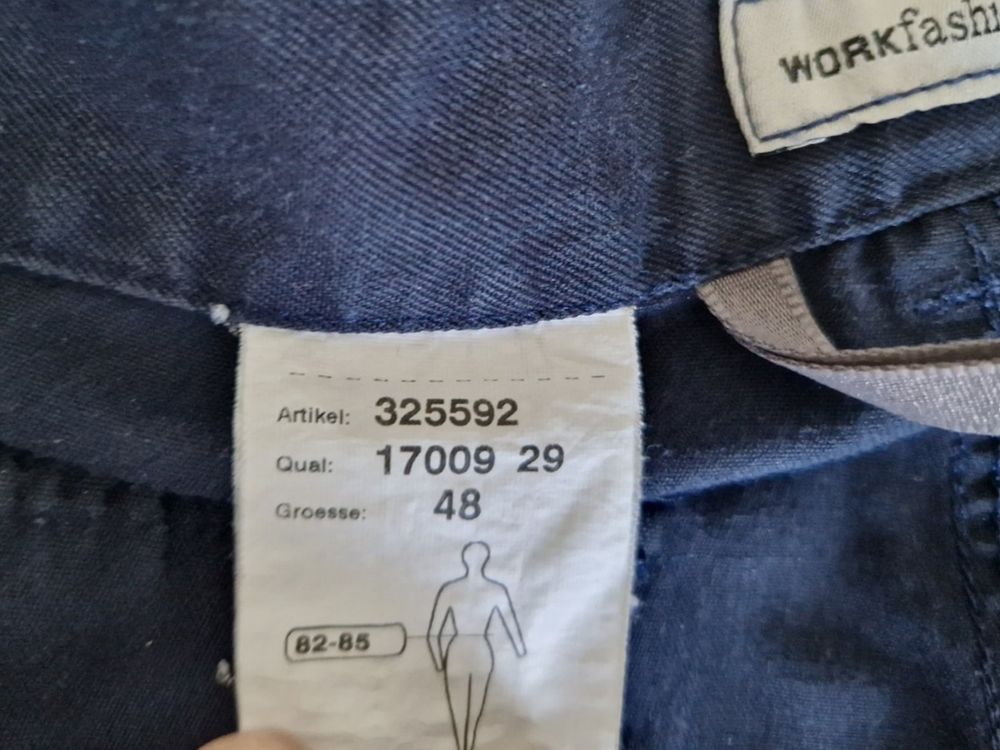 WORKfashi
Artikel: 325592
Qual: 17009 29
Groesse: 48
82-85